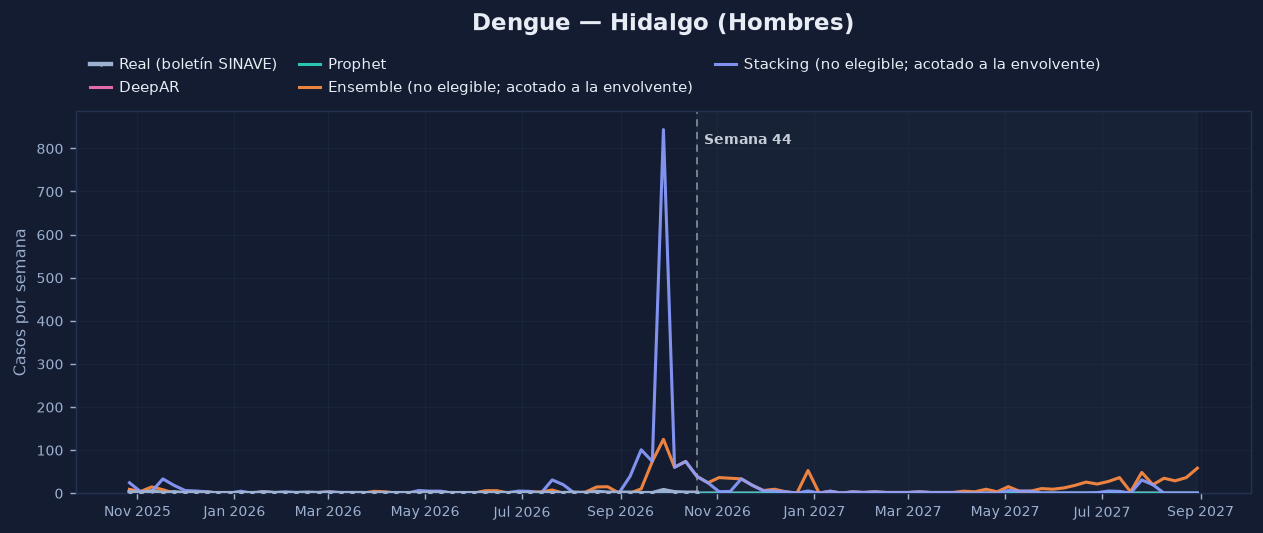 Dengue — Hidalgo (Hombres)
Real (boletín SINAVE)
Prophet
Stacking (no elegible; acotado a la envolvente)
DeepAR
Ensemble (no elegible; acotado a la envolvente)
Semana 44
Casos por semana
800
700
600
500
400
300
200
100
0
Nov 2025
Jan 2026
Mar 2026
May 2026
Jul 2026
Sep 2026
Nov 2026
Jan 2027
Mar 2027
May 2027
Jul 2027
Sep 2027